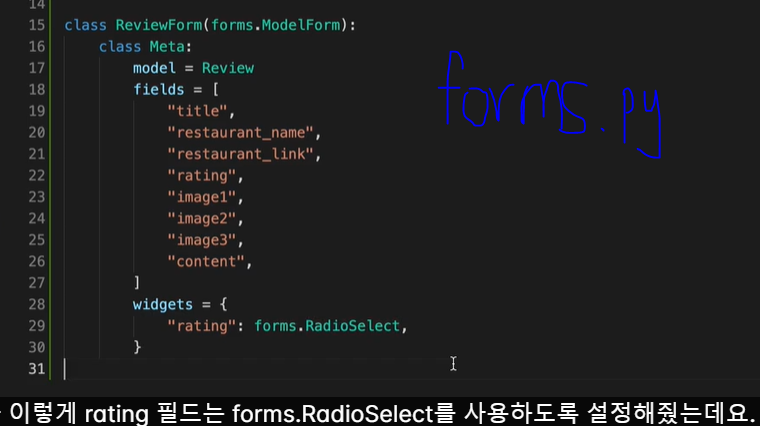 14
15 class ReviewForm(forms.ModelForm):
16     class Meta:
17         model = Review
18         fields = [
19             "title",
20             "restaurant_name",
21             "restaurant_link",
22             "rating",
23             "image1",
24             "image2",
25             "image3",
26             "content",
27         ]
28         widgets = {
29             "rating": forms.RadioSelect,
30         }
31
forms.py
이렇게 rating 필드는 forms.RadioSelect를 사용하도록 설정해줬는데요.